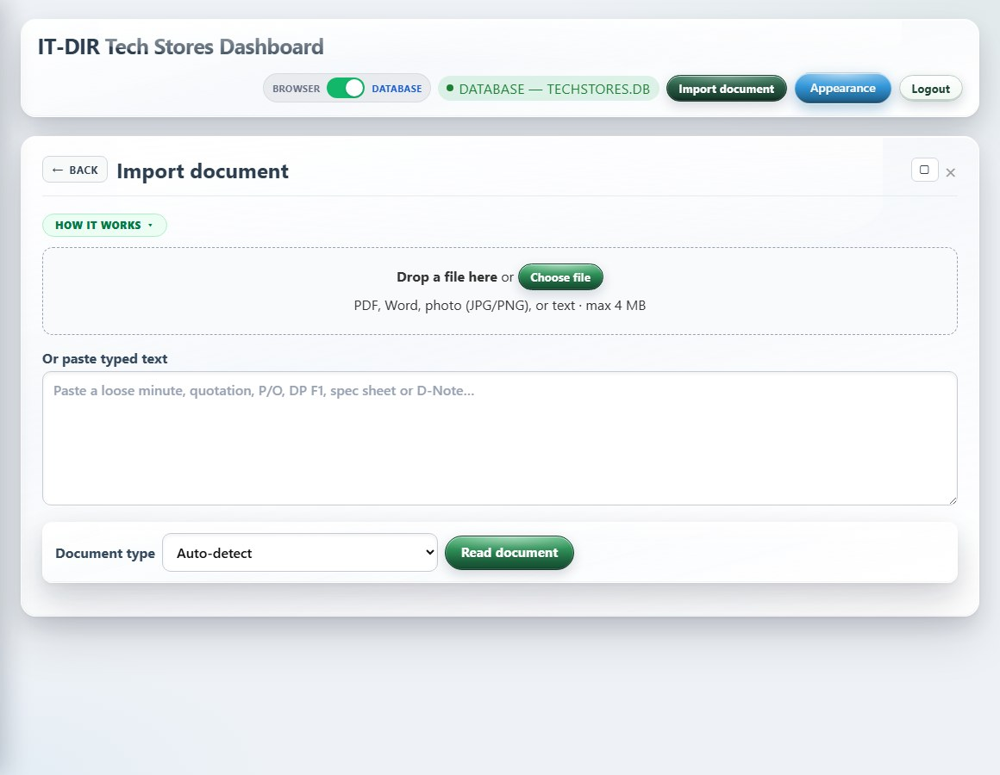 IT-DIR Tech Stores Dashboard
BROWSER DATABASE DATABASE — TECHSTORES.DB Import document Appearance Logout
← BACK Import document ×
HOW IT WORKS
Drop a file here or Choose file
PDF, Word, photo (JPG/PNG), or text · max 4 MB
Or paste typed text
Paste a loose minute, quotation, P/O, DP F1, spec sheet or D-Note...
Document type Auto-detect Read document